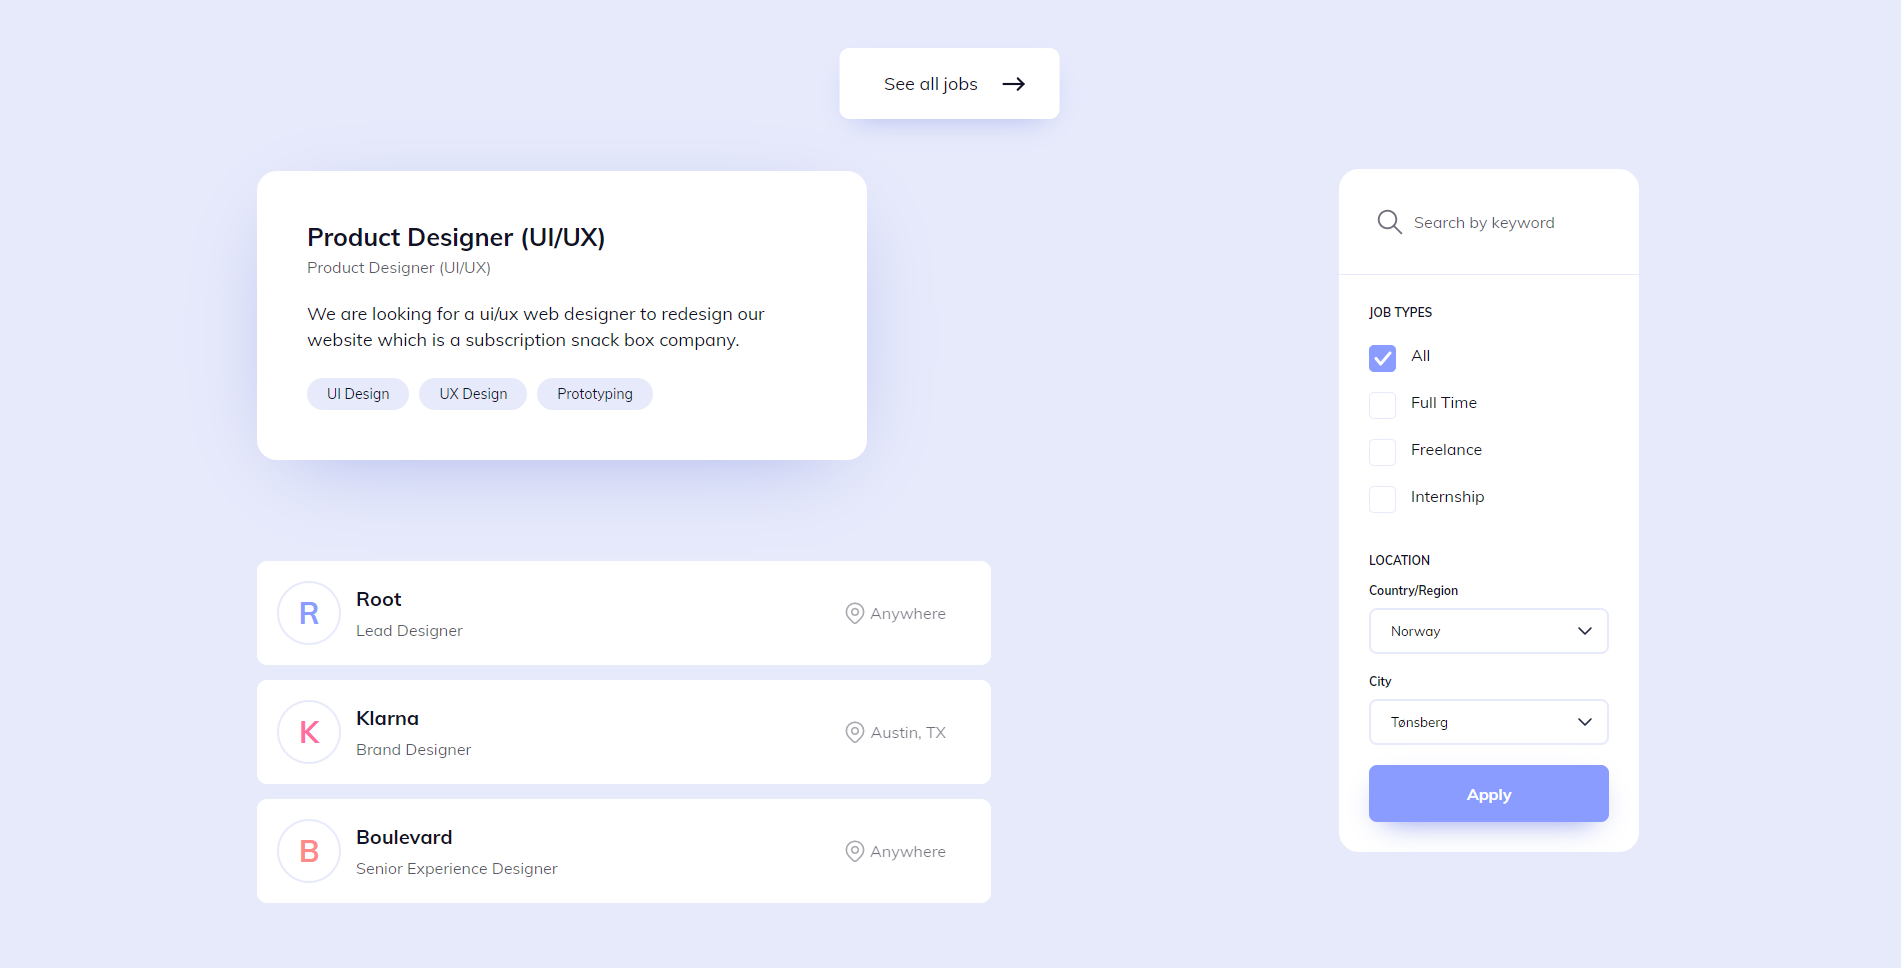 See all jobs
Product Designer (UI/UX)
Product Designer (UI/UX)
We are looking for a ui/ux web designer to redesign our
website which is a subscription snack box company.
UI Design
UX Design
Prototyping
R
Root
Lead Designer
Anywhere
K
Klarna
Brand Designer
Austin, TX
B
Boulevard
Senior Experience Designer
Anywhere
Search by keyword
JOB TYPES
All
Full Time
Freelance
Internship
LOCATION
Country/Region
Norway
City
Tønsberg
Apply